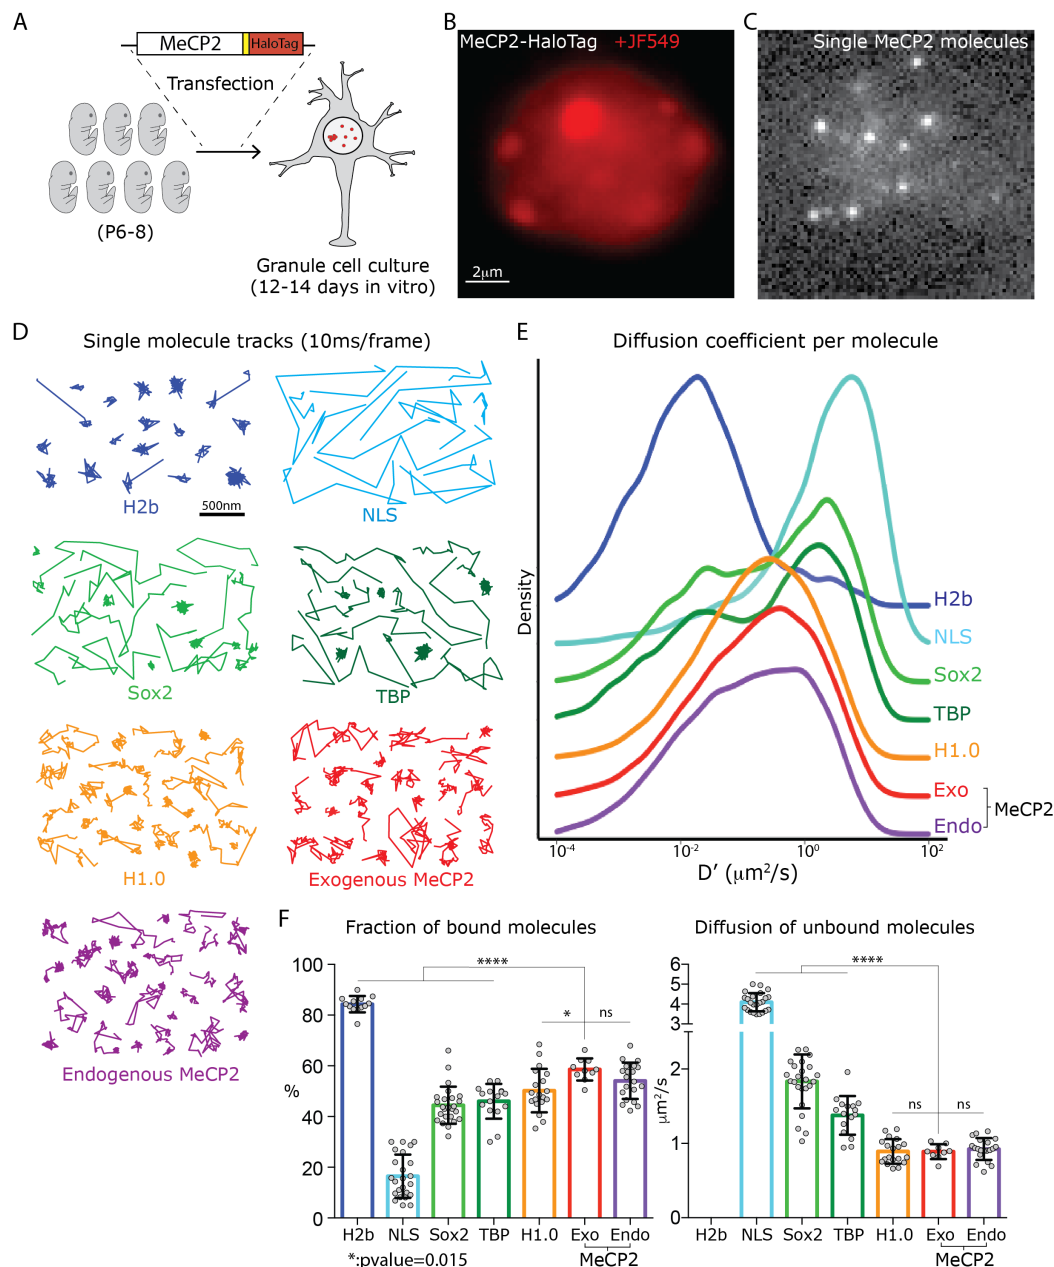 A
MeCP2 HaloTag
Transfection
(P6-8)
Granule cell culture
(12-14 days in vitro)
B
MeCP2-HaloTag +JF549
2μm
C
Single MeCP2 molecules
D
Single molecule tracks (10ms/frame)
H2b
500nm
NLS
Sox2
TBP
H1.0
Exogenous MeCP2
Endogenous MeCP2
E
Diffusion coefficient per molecule
Density
H2b
NLS
Sox2
TBP
H1.0
Exo
Endo
MeCP2
10⁻⁴ 10⁻² 10⁰ 10²
D’ (μm²/s)
F
Fraction of bound molecules
%
100
80
60
40
20
0
****
* ns
H2b NLS Sox2 TBP H1.0 Exo Endo
MeCP2
*:pvalue=0.015
Diffusion of unbound molecules
μm²/s
6
5
4
3
2
1
0
****
ns ns
H2b NLS Sox2 TBP H1.0 Exo Endo
MeCP2